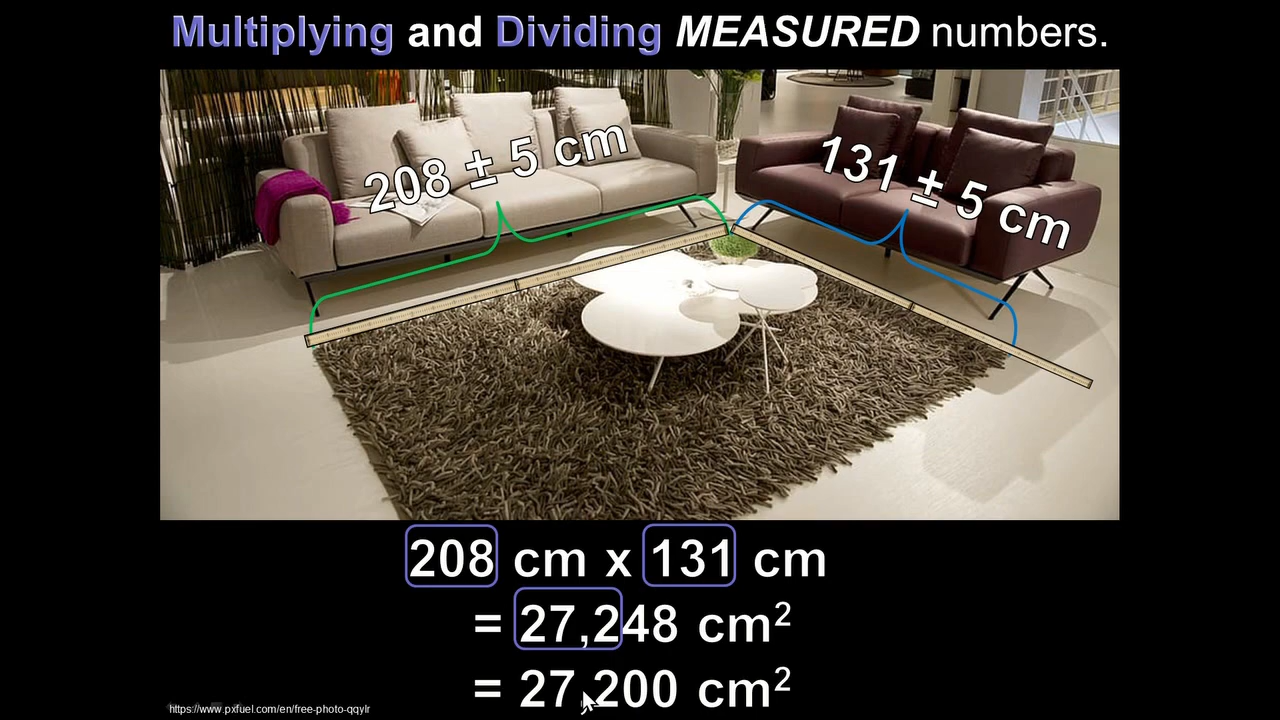 Multiplying and Dividing MEASURED numbers.
208 ± 5 cm
131 ± 5 cm
208 cm x 131 cm
= 27,248 cm²
= 27,200 cm²
https://www.pxfuel.com/en/free-photo-qqylr